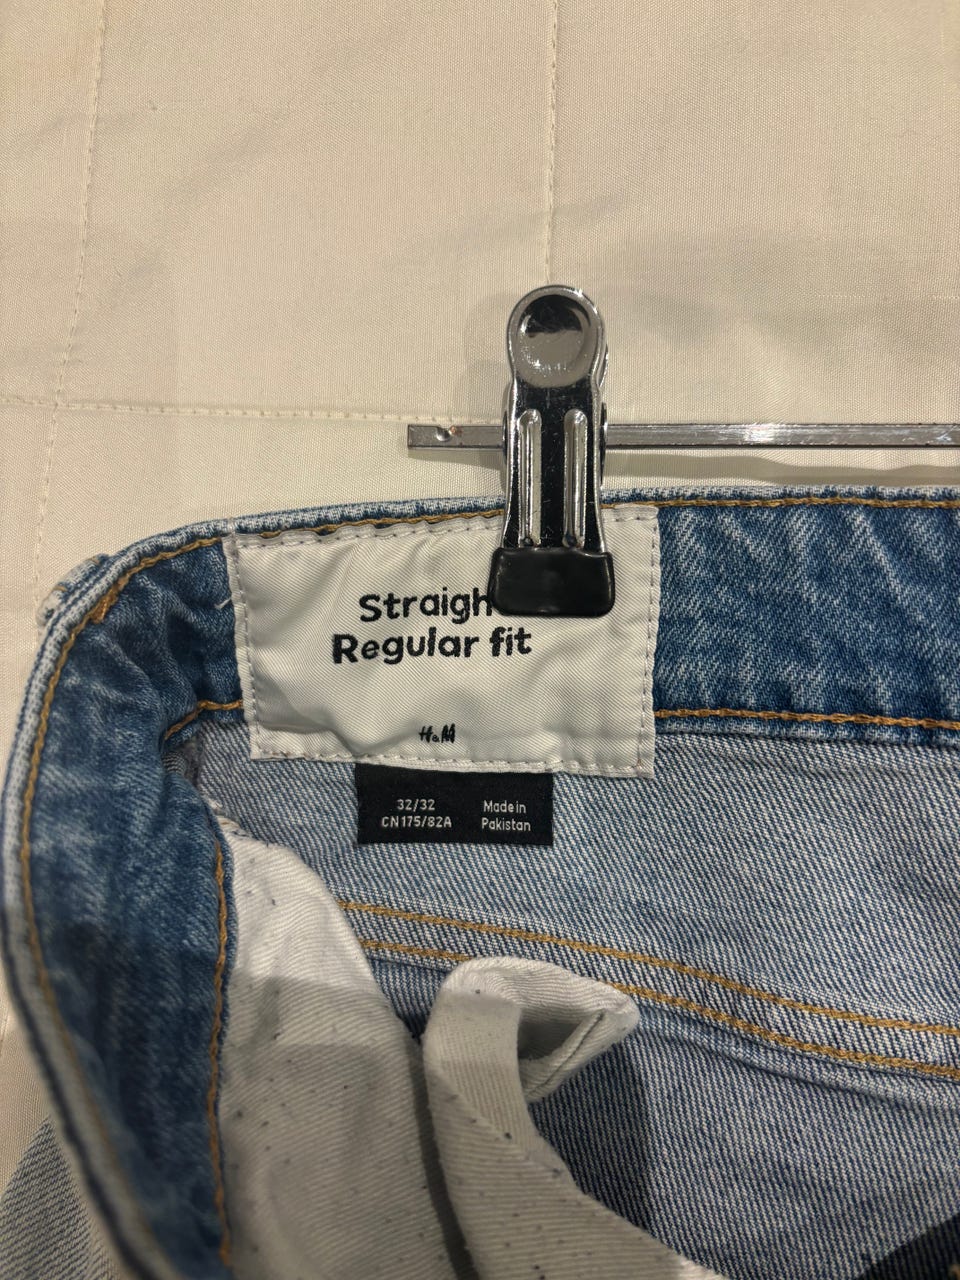 Straigh
Regular fit
H&M
32/32
CN175/82A
Made in
Pakistan